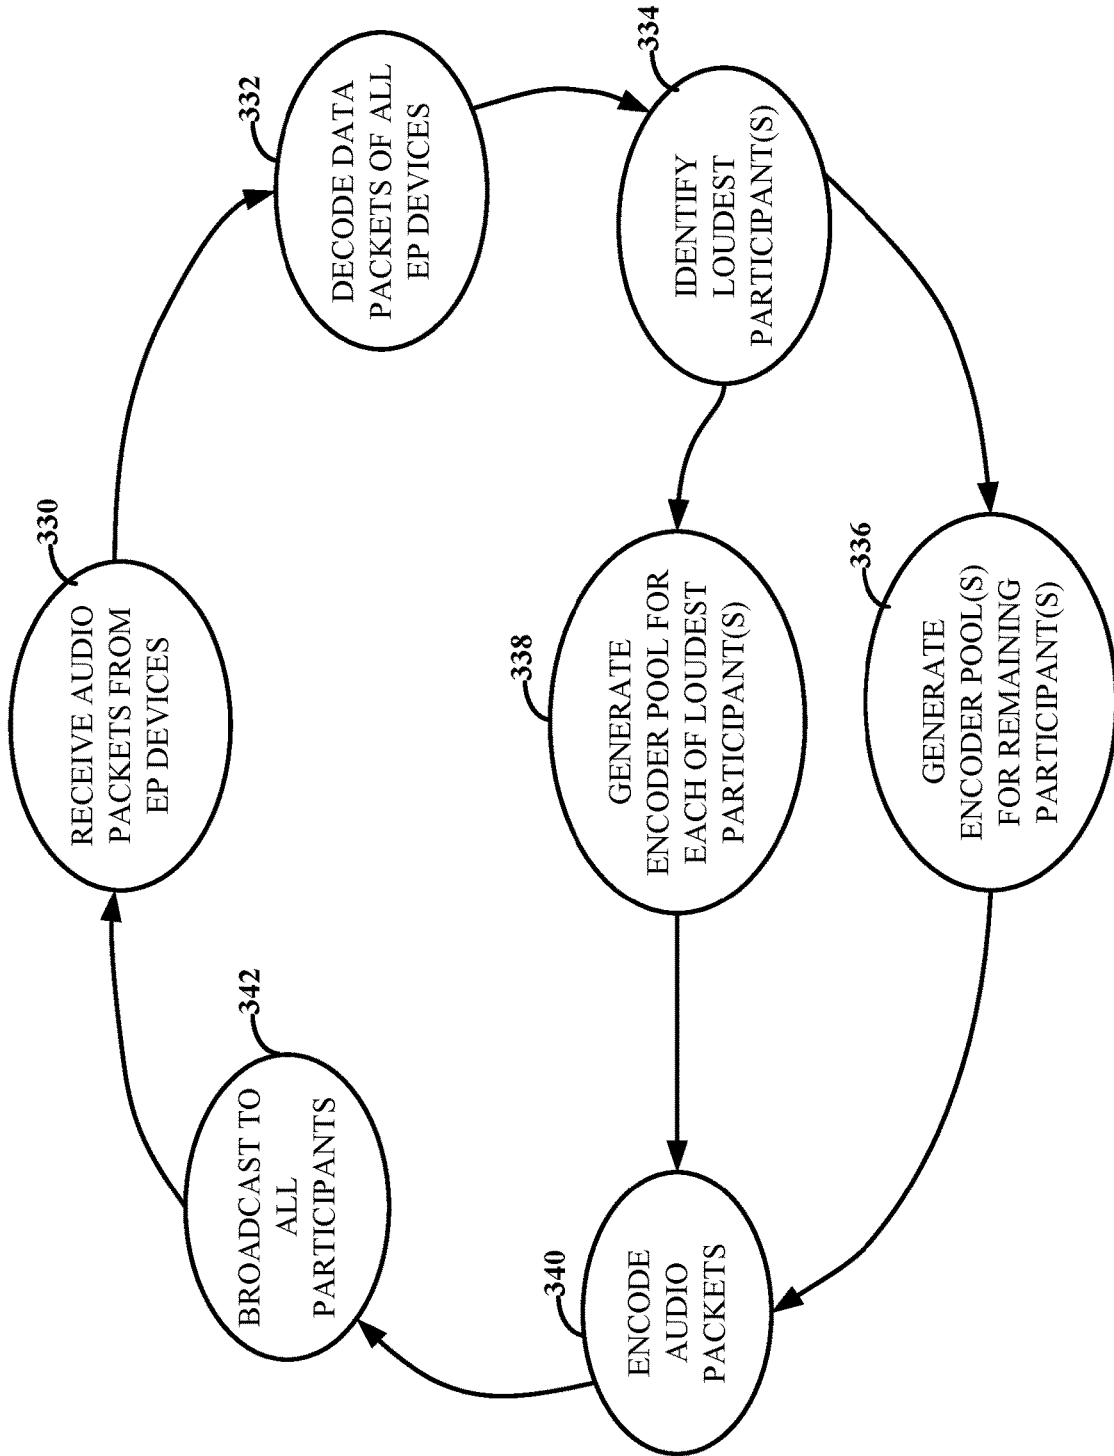 330
RECEIVE AUDIO
PACKETS FROM
EP DEVICES
332
DECODE DATA
PACKETS OF ALL
EP DEVICES
334
IDENTIFY
LOUDEST
PARTICIPANT(S)
338
GENERATE
ENCODER POOL FOR
EACH OF LOUDEST
PARTICIPANT(S)
336
GENERATE
ENCODER POOL(S)
FOR REMAINING
PARTICIPANT(S)
340
ENCODE
AUDIO
PACKETS
342
BROADCAST TO
ALL
PARTICIPANTS